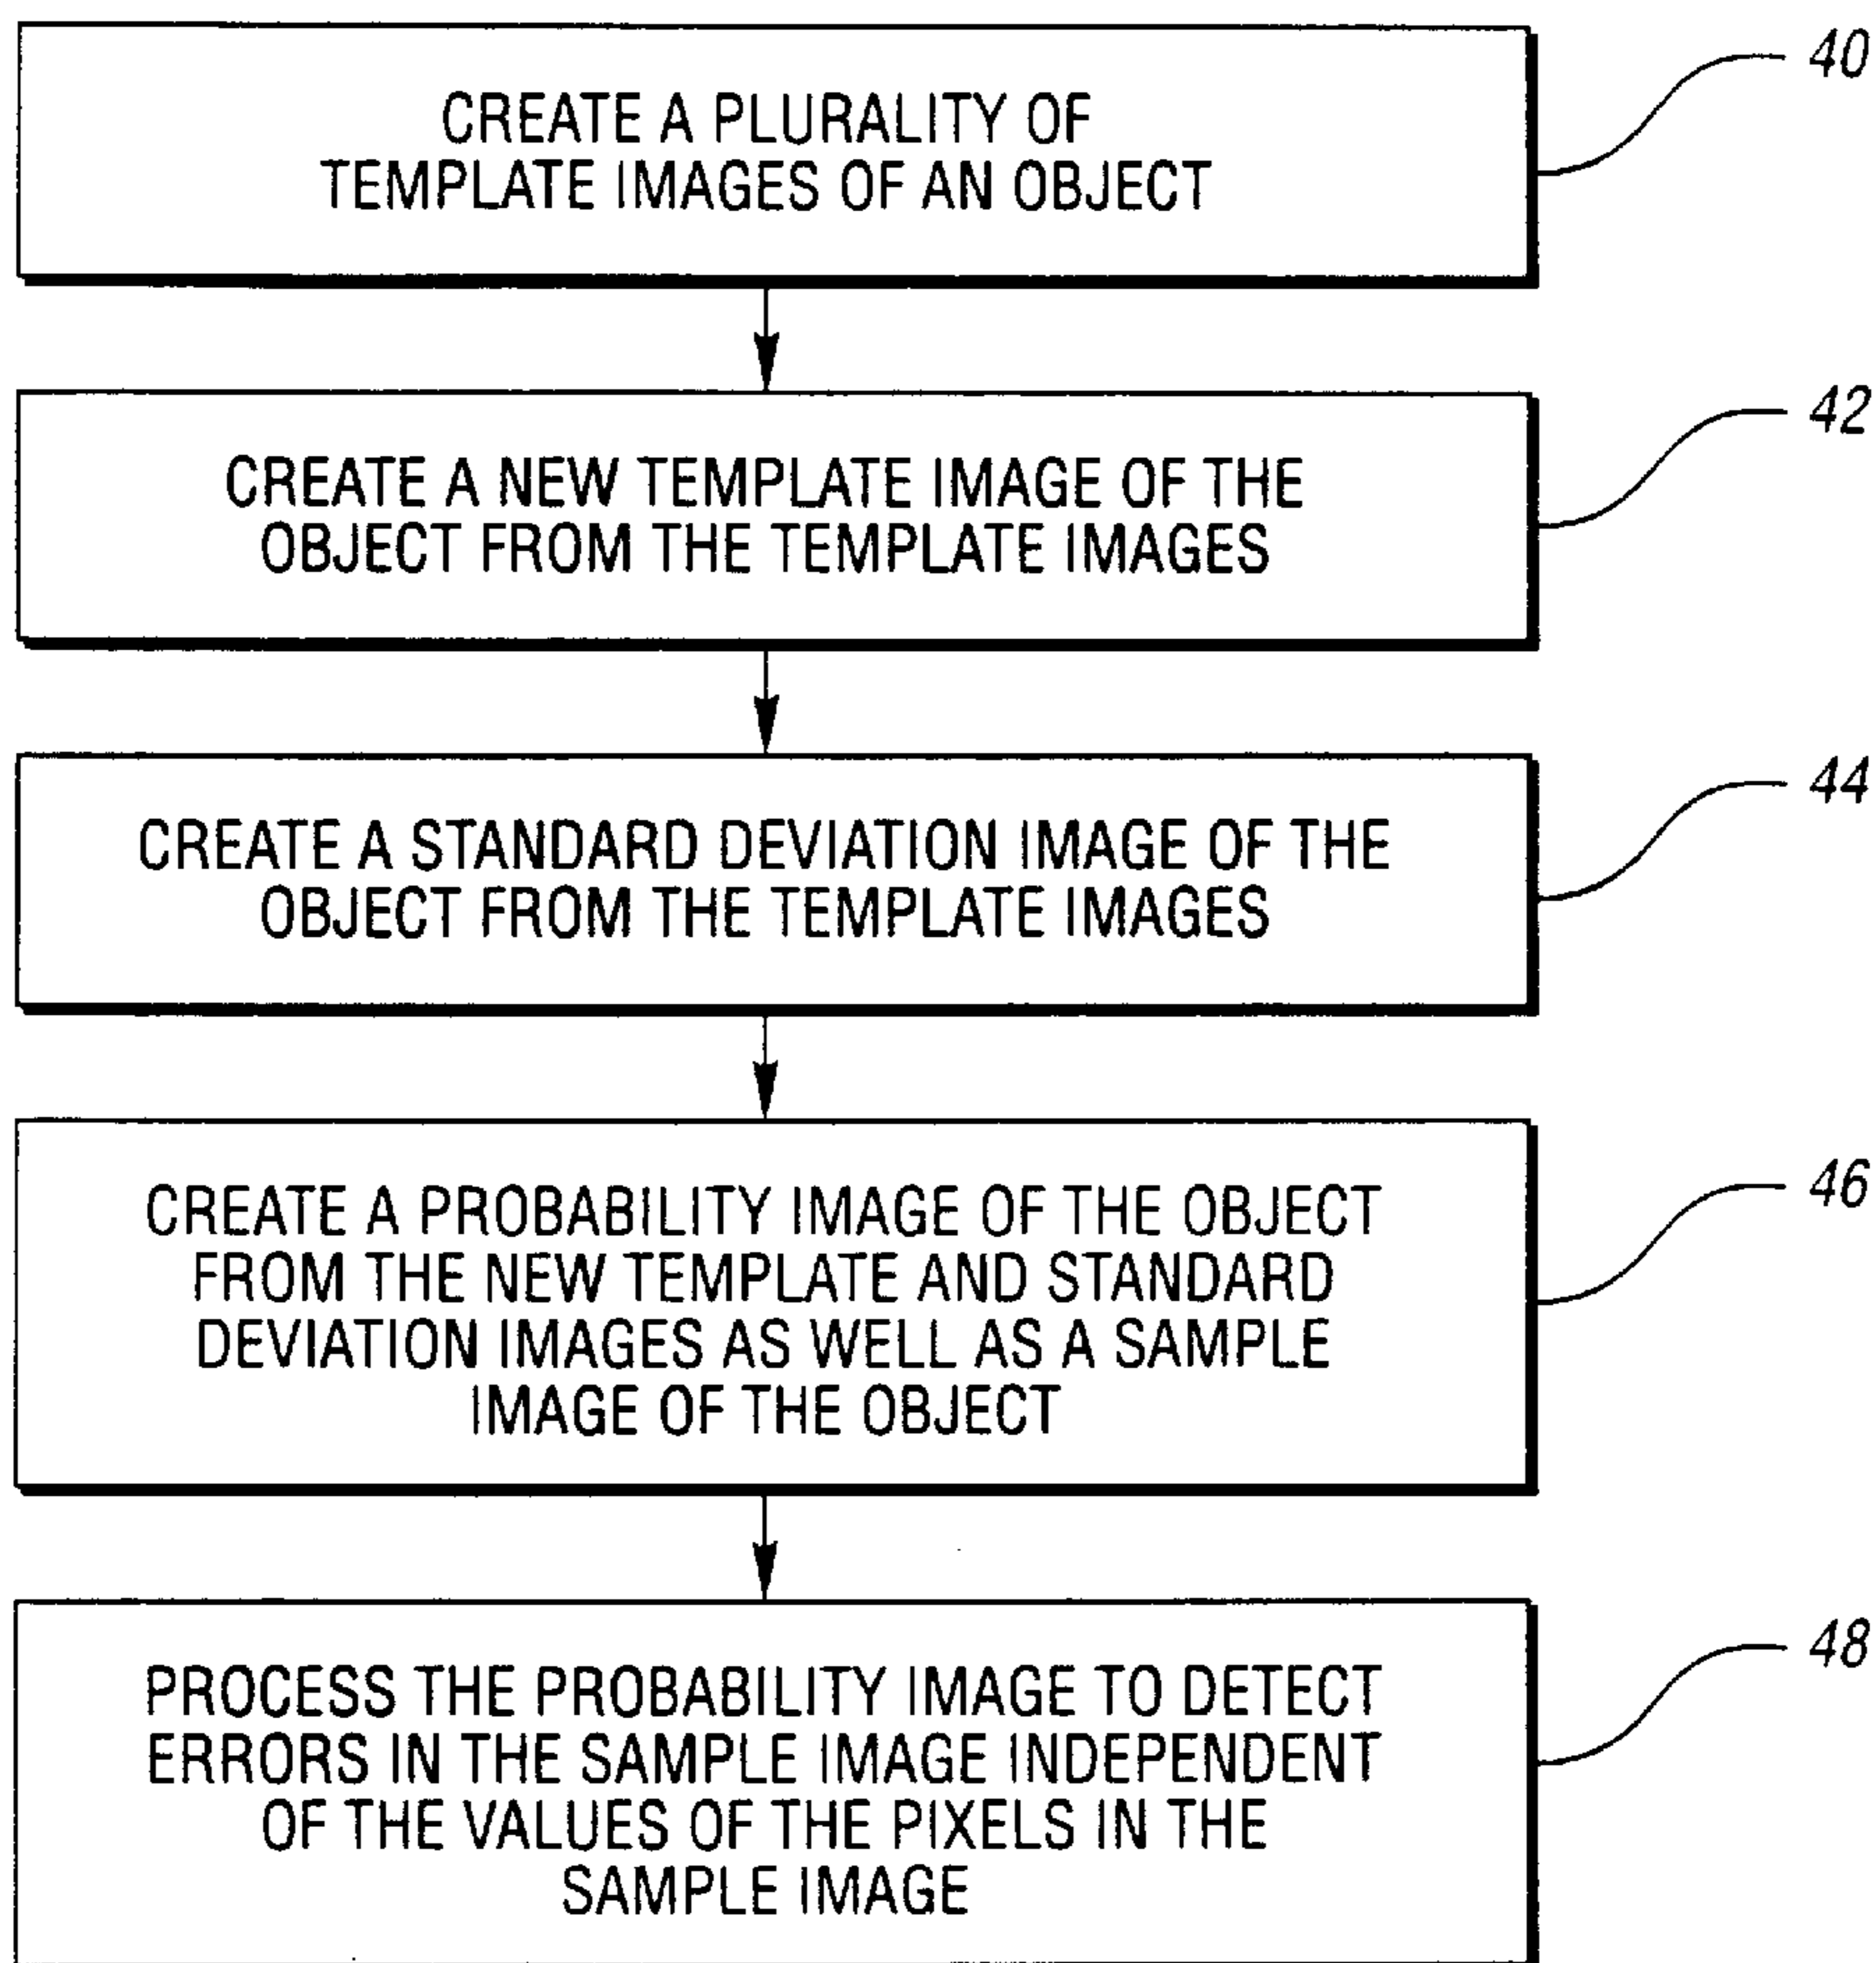 CREATE A PLURALITY OF
TEMPLATE IMAGES OF AN OBJECT
40
CREATE A NEW TEMPLATE IMAGE OF THE
OBJECT FROM THE TEMPLATE IMAGES
42
CREATE A STANDARD DEVIATION IMAGE OF THE
OBJECT FROM THE TEMPLATE IMAGES
44
CREATE A PROBABILITY IMAGE OF THE OBJECT
FROM THE NEW TEMPLATE AND STANDARD
DEVIATION IMAGES AS WELL AS A SAMPLE
IMAGE OF THE OBJECT
46
PROCESS THE PROBABILITY IMAGE TO DETECT
ERRORS IN THE SAMPLE IMAGE INDEPENDENT
OF THE VALUES OF THE PIXELS IN THE
SAMPLE IMAGE
48